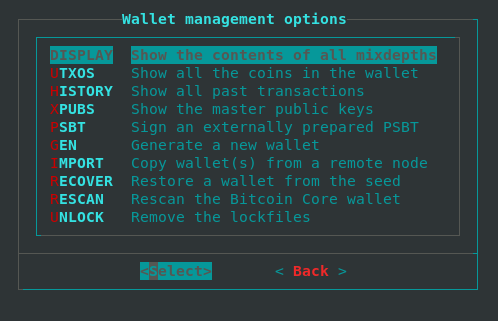 Wallet management options
DISPLAY Show the contents of all mixdepths
UTXOS Show all the coins in the wallet
HISTORY Show all past transactions
XPUBS Show the master public keys
PSBT Sign an externally prepared PSBT
GEN Generate a new wallet
IMPORT Copy wallet(s) from a remote node
RECOVER Restore a wallet from the seed
RESCAN Rescan the Bitcoin Core wallet
UNLOCK Remove the lockfiles
<Select> < Back >